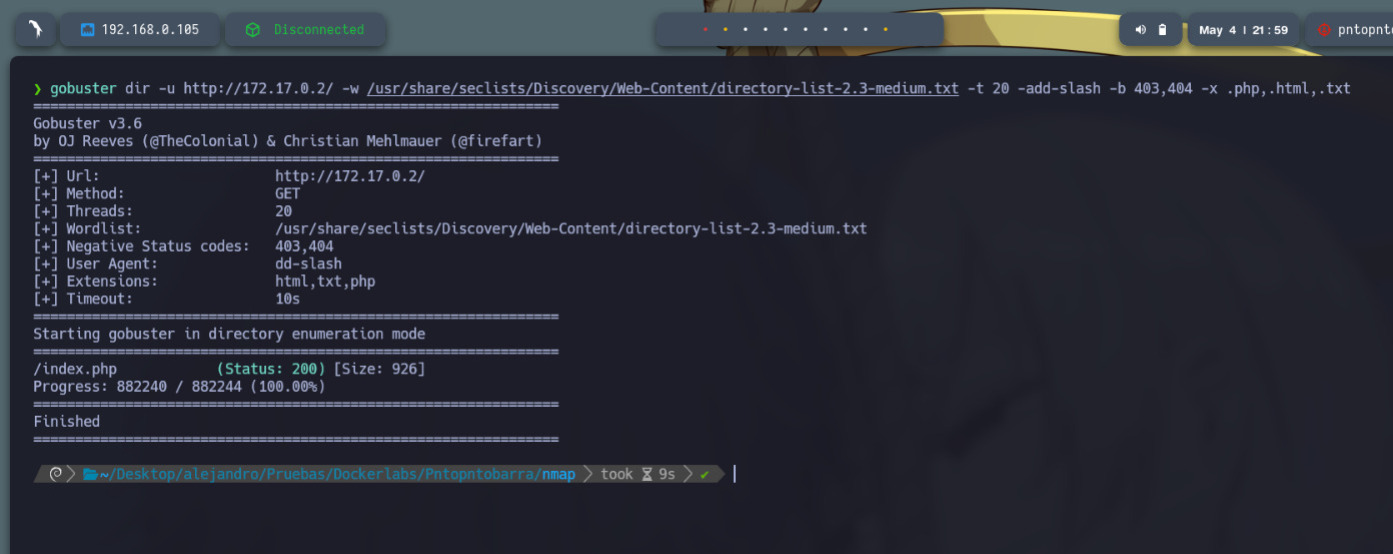 192.168.0.105
Disconnected
May 4 | 21:59
❯ gobuster dir -u http://172.17.0.2/ -w /usr/share/seclists/Discovery/Web-Content/directory-list-2.3-medium.txt -t 20 -add-slash -b 403,404 -x .php,.html,.txt
===============================================================
Gobuster v3.6
by OJ Reeves (@TheColonial) & Christian Mehlmauer (@firefart)
===============================================================
[+] Url: http://172.17.0.2/
[+] Method: GET
[+] Threads: 20
[+] Wordlist: /usr/share/seclists/Discovery/Web-Content/directory-list-2.3-medium.txt
[+] Negative Status codes: 403,404
[+] User Agent: dd-slash
[+] Extensions: html,txt,php
[+] Timeout: 10s
===============================================================
Starting gobuster in directory enumeration mode
===============================================================
/index.php (Status: 200) [Size: 926]
Progress: 882240 / 882244 (100.00%)
===============================================================
Finished
===============================================================
~/Desktop/alejandro/Pruebas/Dockerlabs/Pntopntobarra/nmap took 9s ✔